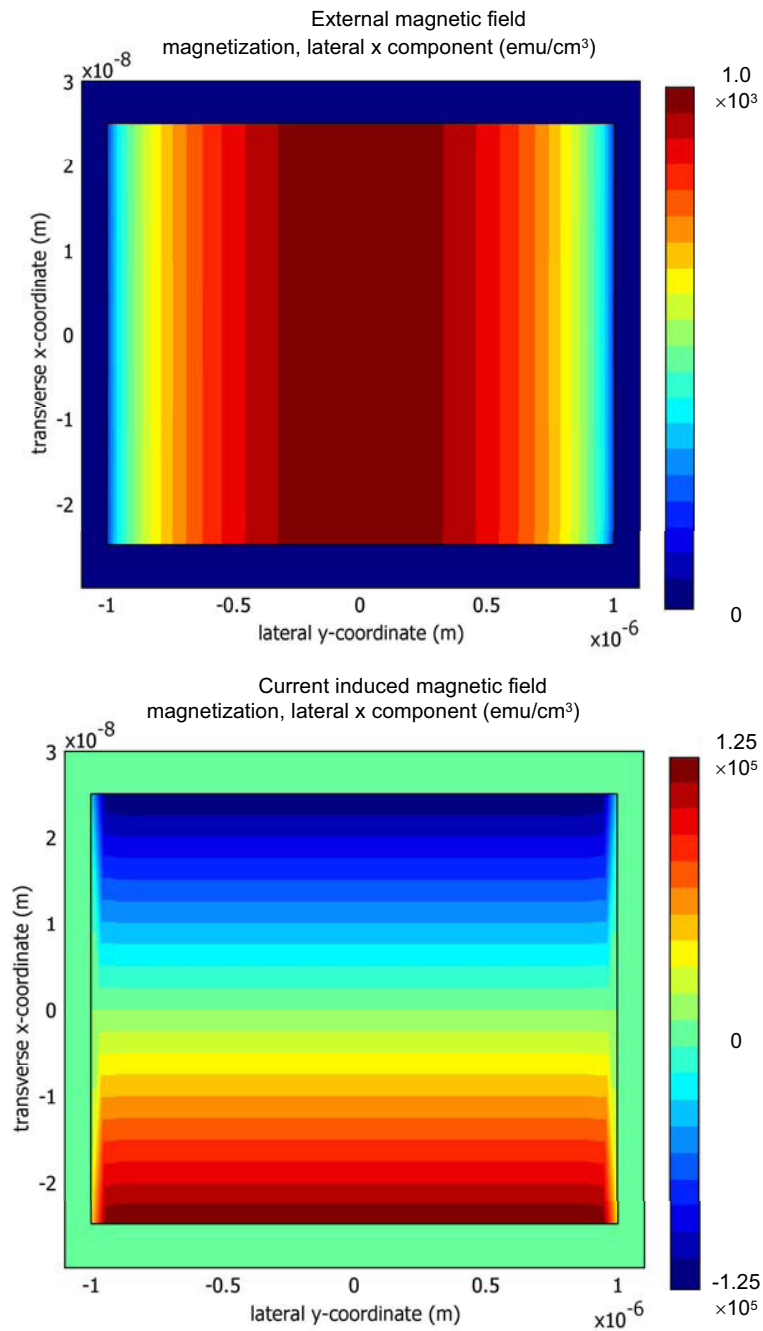 External magnetic field
magnetization, lateral x component (emu/cm³)
x10⁻⁸
3
2
1
0
-1
-2
transverse x-coordinate (m)
-1
-0.5
0
0.5
1
lateral y-coordinate (m)
x10⁻⁶
1.0
×10³
0
Current induced magnetic field
magnetization, lateral x component (emu/cm³)
x10⁻⁸
3
2
1
0
-1
-2
transverse x-coordinate (m)
-1
-0.5
0
0.5
1
lateral y-coordinate (m)
x10⁻⁶
1.25
×10⁵
0
-1.25
×10⁵